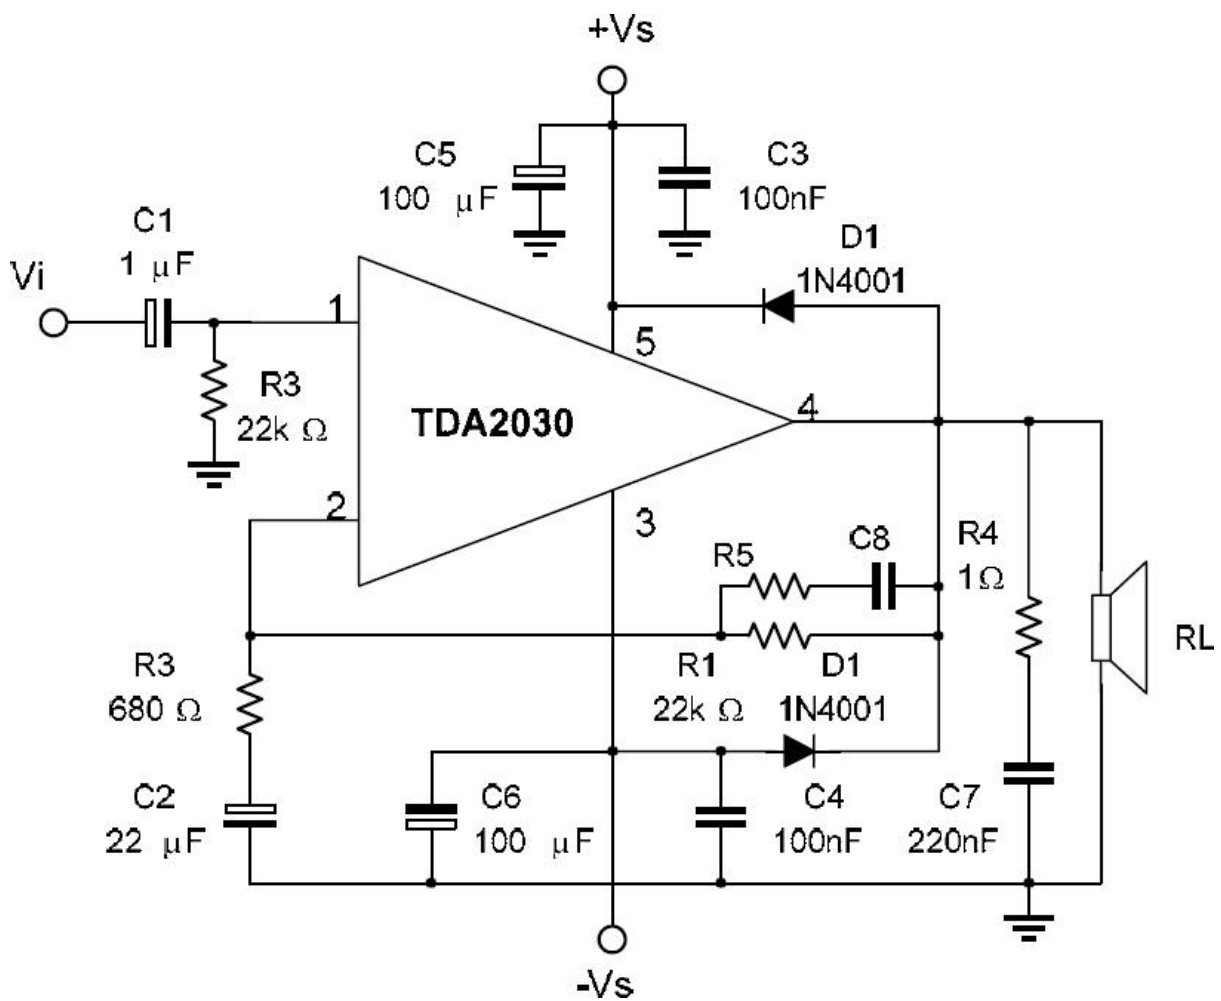 +Vs
C5
100 μF
C3
100nF
C1
1 μF
Vi
D1
1N4001
1
5
R3
22k Ω
TDA2030
4
2
3
R5
C8
R4
1Ω
RL
R3
680 Ω
R1
22k Ω
D1
1N4001
C2
22 μF
C6
100 μF
C4
100nF
C7
220nF
-Vs